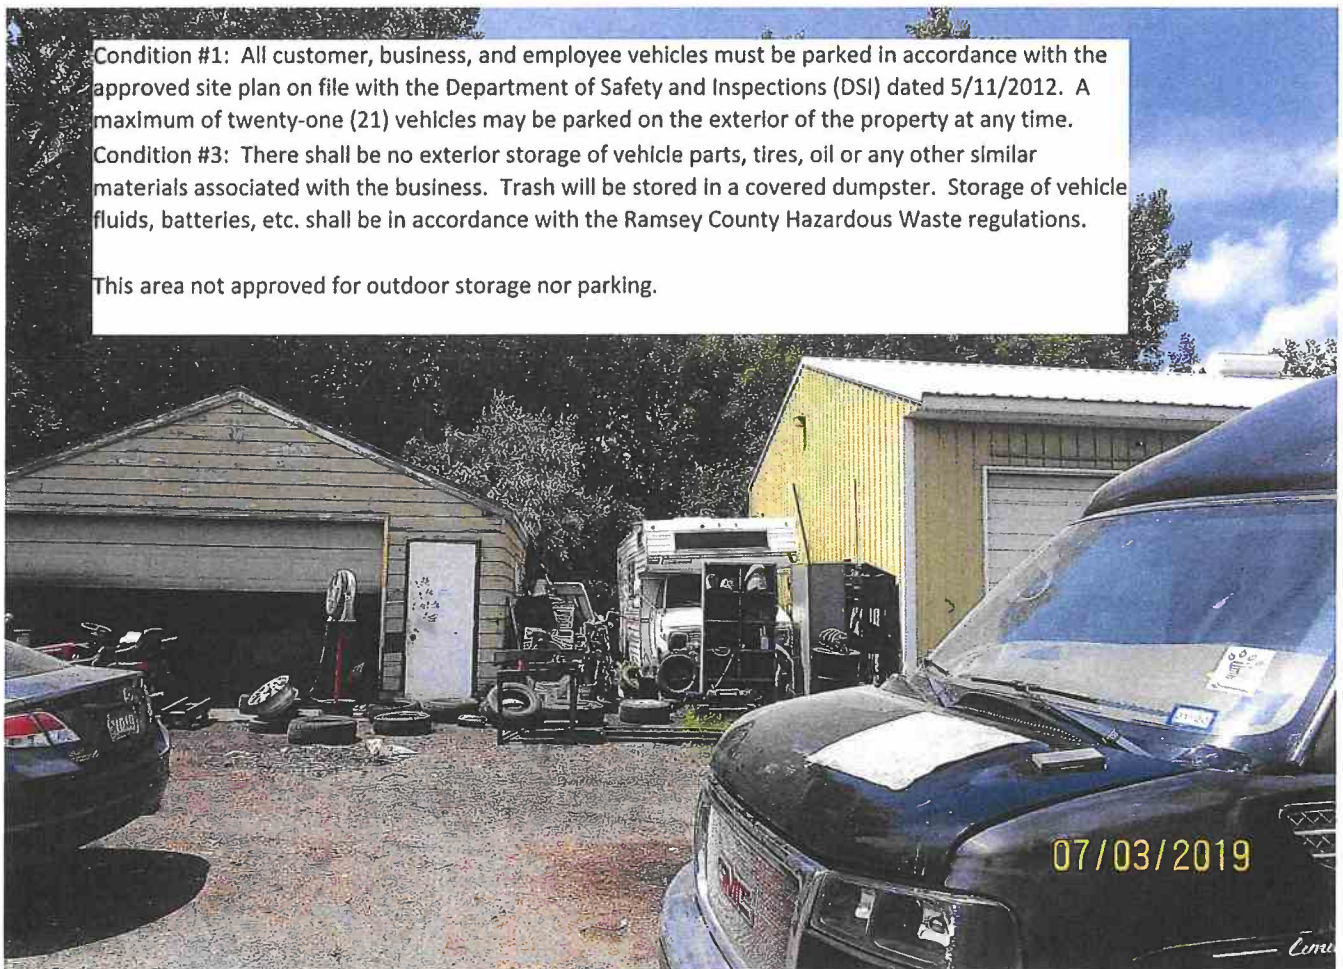 Condition #1: All customer, business, and employee vehicles must be parked in accordance with the
approved site plan on file with the Department of Safety and Inspections (DSI) dated 5/11/2012. A
maximum of twenty-one (21) vehicles may be parked on the exterior of the property at any time.
Condition #3: There shall be no exterior storage of vehicle parts, tires, oil or any other similar
materials associated with the business. Trash will be stored in a covered dumpster. Storage of vehicle
fluids, batteries, etc. shall be in accordance with the Ramsey County Hazardous Waste regulations.
This area not approved for outdoor storage nor parking.
GMC
07/03/2019